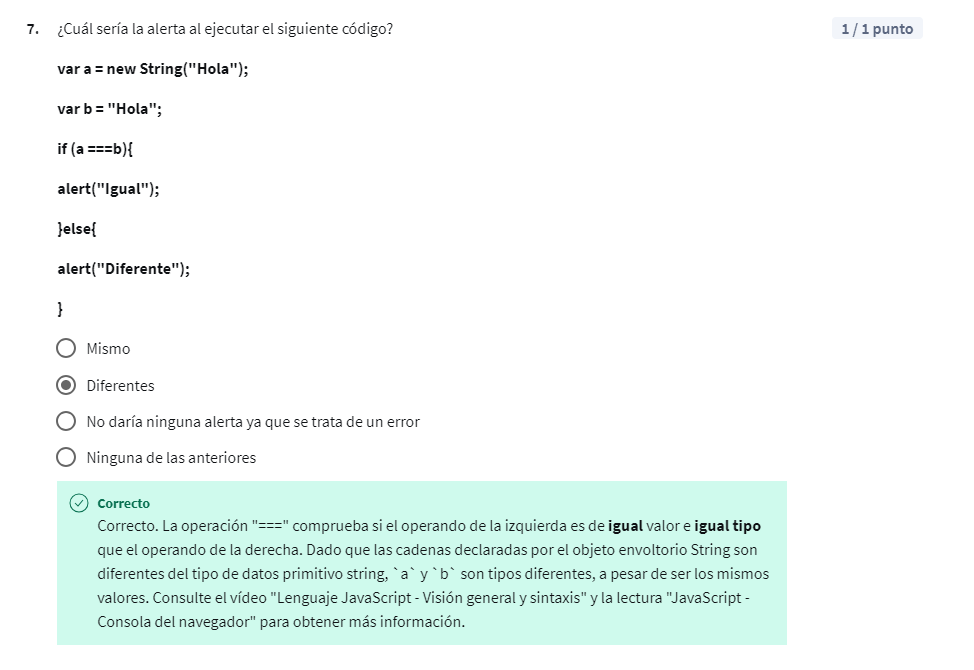 7. ¿Cuál sería la alerta al ejecutar el siguiente código?
1 / 1 punto
var a = new String("Hola");
var b = "Hola";
if (a ===b){
alert("Igual");
}else{
alert("Diferente");
}
Mismo
Diferentes
No daría ninguna alerta ya que se trata de un error
Ninguna de las anteriores
Correcto
Correcto. La operación "===" comprueba si el operando de la izquierda es de igual valor e igual tipo
que el operando de la derecha. Dado que las cadenas declaradas por el objeto envoltorio String son
diferentes del tipo de datos primitivo string, `a` y `b` son tipos diferentes, a pesar de ser los mismos
valores. Consulte el vídeo "Lenguaje JavaScript - Visión general y sintaxis" y la lectura "JavaScript -
Consola del navegador" para obtener más información.